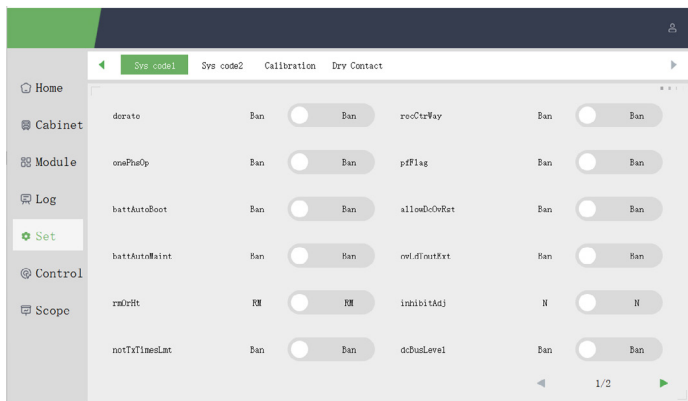 Sys code1 Sys code2 Calibration Dry Contact
Home
Cabinet
Module
Log
Set
Control
Scope
derate Ban Ban recCtrWay Ban Ban
onePhsOp Ban Ban pfFlag Ban Ban
battAutoBoot Ban Ban allowDcOvRst Ban Ban
battAutoMaint Ban Ban ovLdToutExt Ban Ban
rmOrHt RM RM inhibitAdj N N
notTxTimesLmt Ban Ban dcBusLevel Ban Ban
1/2